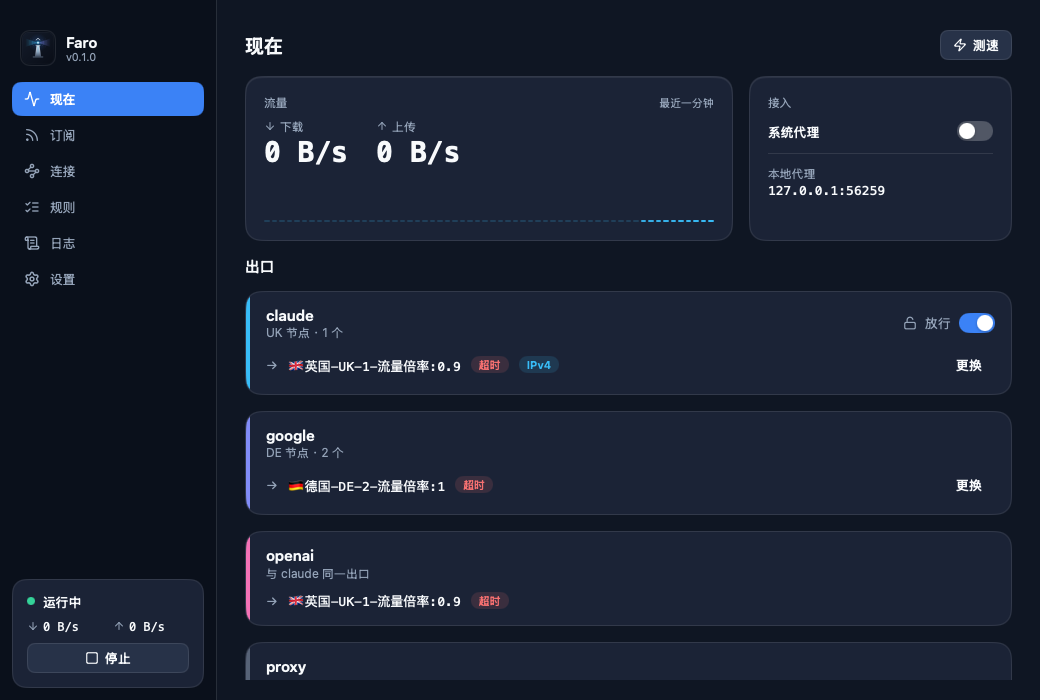 Faro
v0.1.0
现在
订阅
连接
规则
日志
设置
运行中
↓ 0 B/s ↑ 0 B/s
停止
现在
测速
流量 最近一分钟
↓ 下载 ↑ 上传
0 B/s 0 B/s
接入
系统代理
本地代理
127.0.0.1:56259
出口
claude
UK 节点 · 1 个
放行
→ 🇬🇧英国-UK-1-流量倍率:0.9 超时 IPv4 更换
google
DE 节点 · 2 个
→ 🇩🇪德国-DE-2-流量倍率:1 超时 更换
openai
与 claude 同一出口
→ 🇬🇧英国-UK-1-流量倍率:0.9 超时
proxy